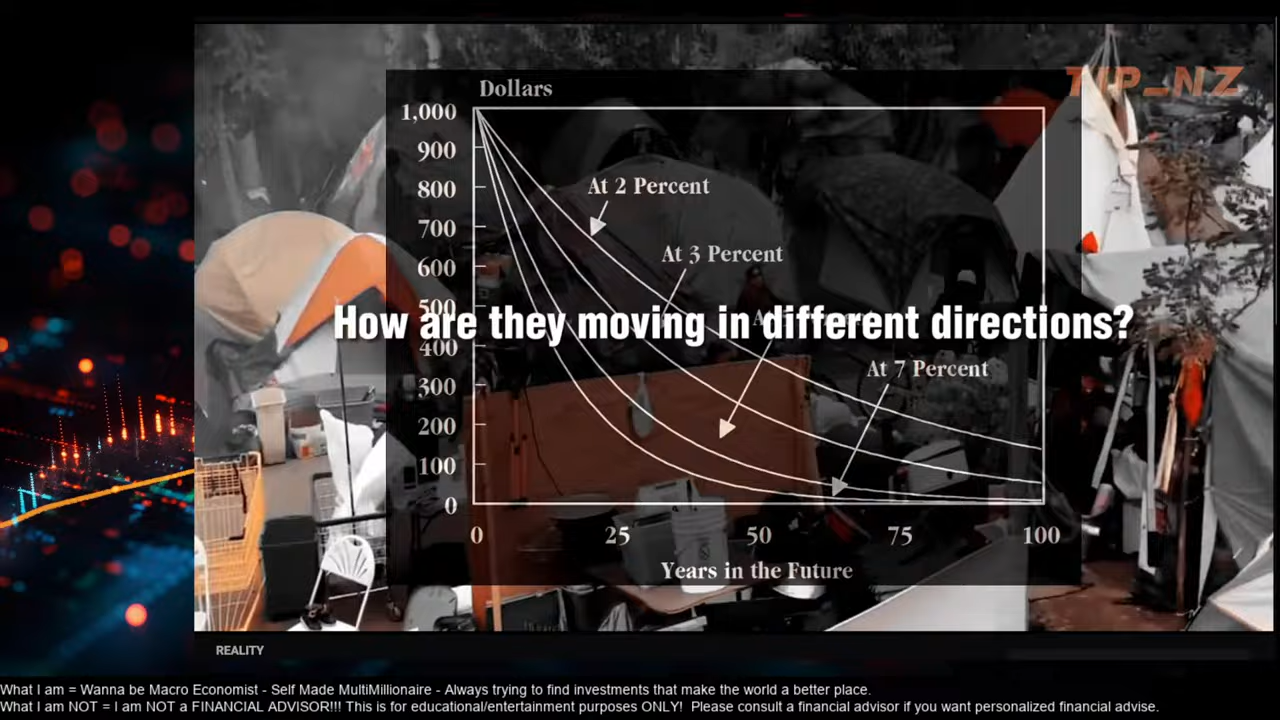 TIP_NZ
Dollars
1,000
900
800
700
600
500
400
300
200
100
0
At 2 Percent
At 3 Percent
How are they moving in different directions?
At 7 Percent
0 25 50 75 100
Years in the Future
REALITY
What I am = Wanna be Macro Economist - Self Made MultiMillionaire - Always trying to find investments that make the world a better place.
What I am NOT = I am NOT a FINANCIAL ADVISOR!!! This is for educational/entertainment purposes ONLY!  Please consult a financial advisor if you want personalized financial advise.